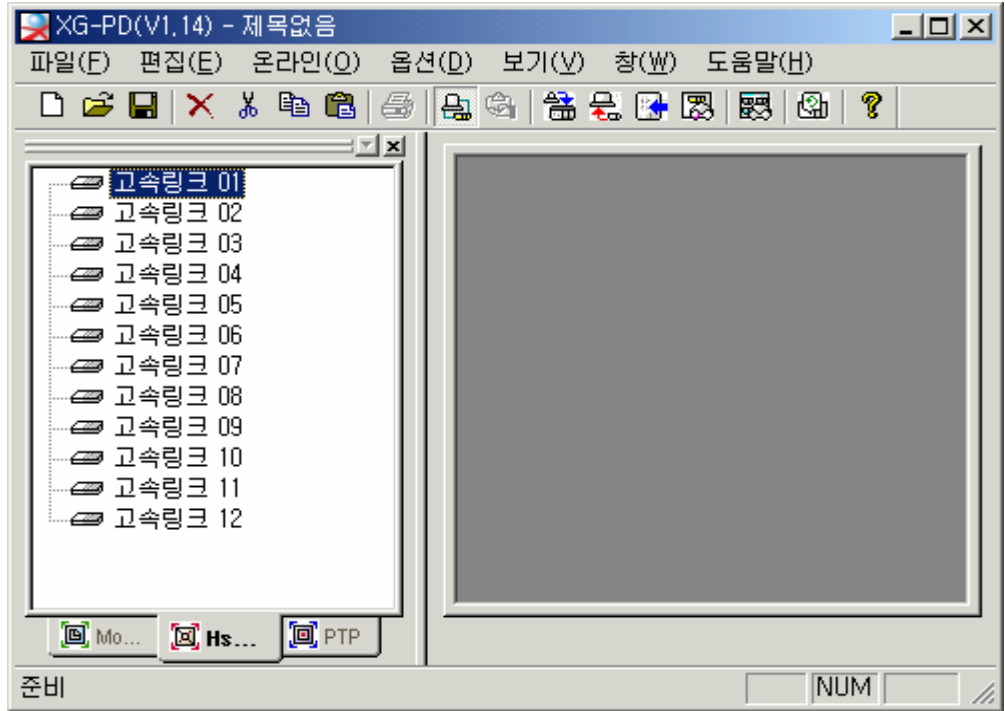 XG-PD(V1,14) - 제목없음
파일(F) 편집(E) 온라인(O) 옵션(D) 보기(V) 창(W) 도움말(H)
고속링크 01
고속링크 02
고속링크 03
고속링크 04
고속링크 05
고속링크 06
고속링크 07
고속링크 08
고속링크 09
고속링크 10
고속링크 11
고속링크 12
Mo... Hs... PTP
준비 NUM